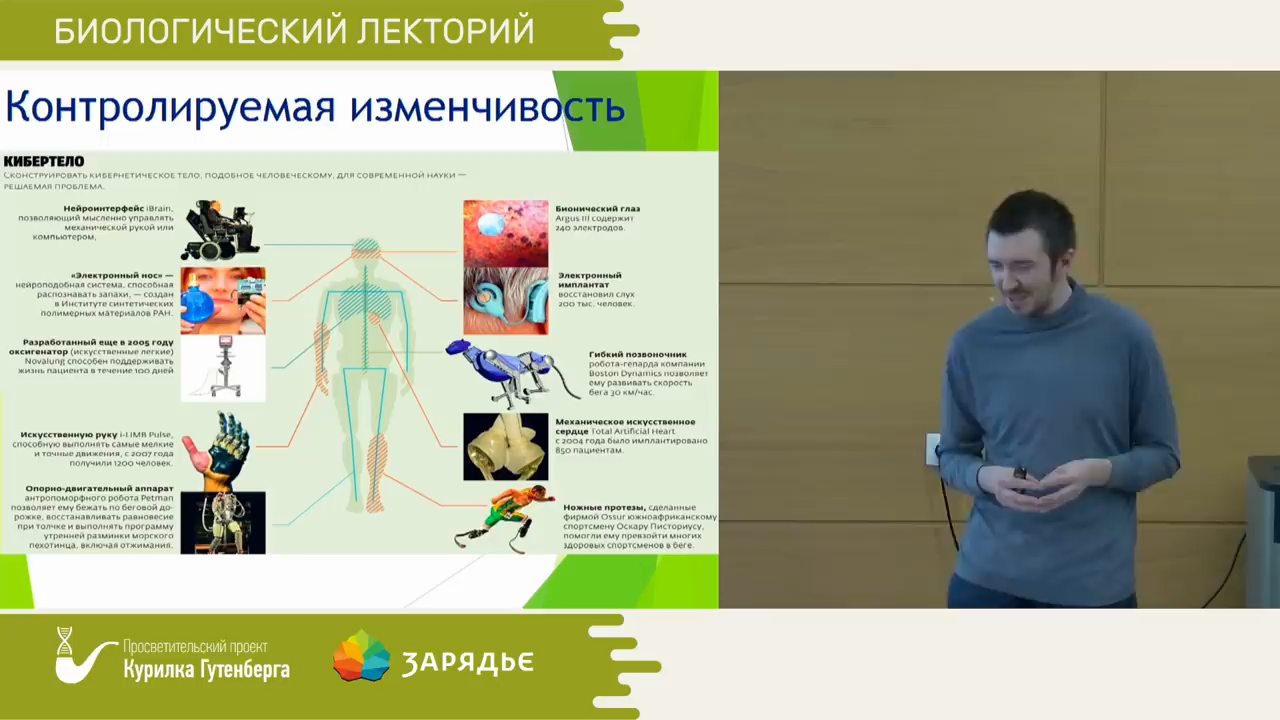 БИОЛОГИЧЕСКИЙ ЛЕКТОРИЙ
Контролируемая изменчивость
КИБЕРТЕЛО
Сконструировать кибернетическое тело, подобное человеческому, для современной науки —
решаемая проблема.
Нейроинтерфейс iBrain,
позволяющий мысленно управлять
механической рукой или
компьютером.
«Электронный нос» —
нейроподобная система, способная
распознавать запахи, — создан
в Институте синтетических
полимерных материалов РАН.
Разработанный еще в 2005 году
оксигенатор (искусственные легкие)
Novalung способен поддерживать
жизнь пациента в течение 100 дней
Искусственную руку i-LIMB Pulse,
способную выполнять самые мелкие
и точные движения, с 2007 года
получили 1200 человек.
Опорно-двигательный аппарат
антропоморфного робота Petman
позволяет ему бежать по беговой до-
рожке, восстанавливать равновесие
при толчке и выполнять программу
утренней разминки морского
пехотинца, включая отжимания.
Бионический глаз
Argus III содержит
240 электродов.
Электронный
имплантат
восстановил слух
200 тыс. человек.
Гибкий позвоночник
робота-гепарда компании
Boston Dynamics позволяет
ему развивать скорость
бега 30 км/час.
Механическое искусственное
сердце Total Artificial Heart
с 2004 года было имплантировано
850 пациентам.
Ножные протезы, сделанные
фирмой Ossur южноафриканскому
спортсмену Оскару Писториусу,
помогли ему превзойти многих
здоровых спортсменов в беге.
Просветительский проект
Курилка Гутенберга
ЗАРЯДЬЕ